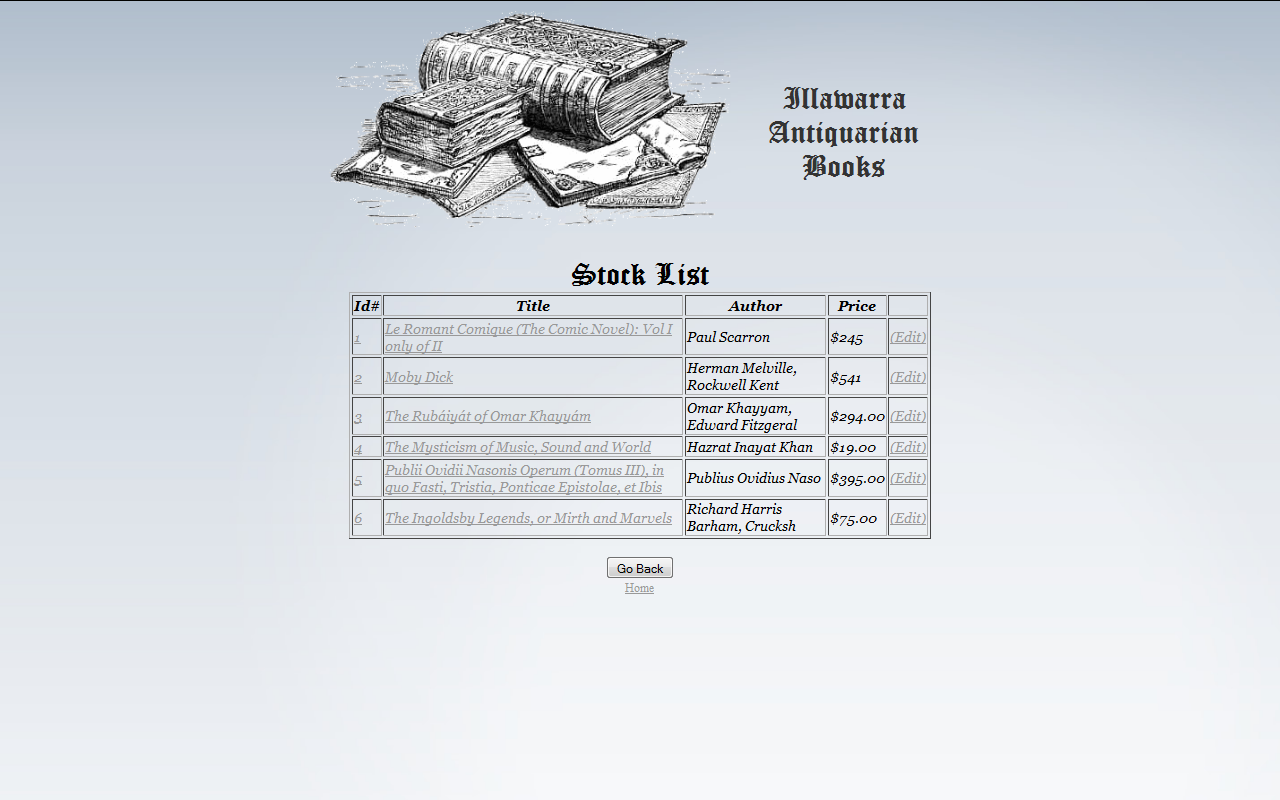 Illawarra
Antiquarian
Books
Stock List
Id# Title Author Price
1 Le Romant Comique (The Comic Novel): Vol I only of II Paul Scarron $245 (Edit)
2 Moby Dick Herman Melville, Rockwell Kent $541 (Edit)
3 The Rubáiyát of Omar Khayyám Omar Khayyam, Edward Fitzgeral $294.00 (Edit)
4 The Mysticism of Music, Sound and World Hazrat Inayat Khan $19.00 (Edit)
5 Publii Ovidii Nasonis Operum (Tomus III), in quo Fasti, Tristia, Ponticae Epistolae, et Ibis Publius Ovidius Naso $395.00 (Edit)
6 The Ingoldsby Legends, or Mirth and Marvels Richard Harris Barham, Crucksh $75.00 (Edit)
Go Back
Home